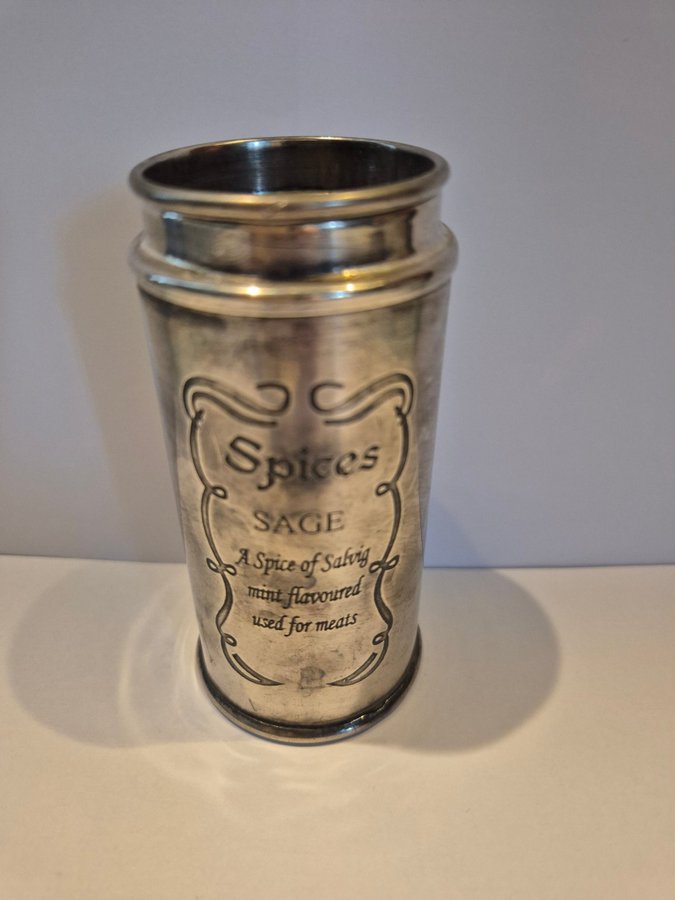 Spices
SAGE
A Spice of Salvig
mint flavoured
used for meats